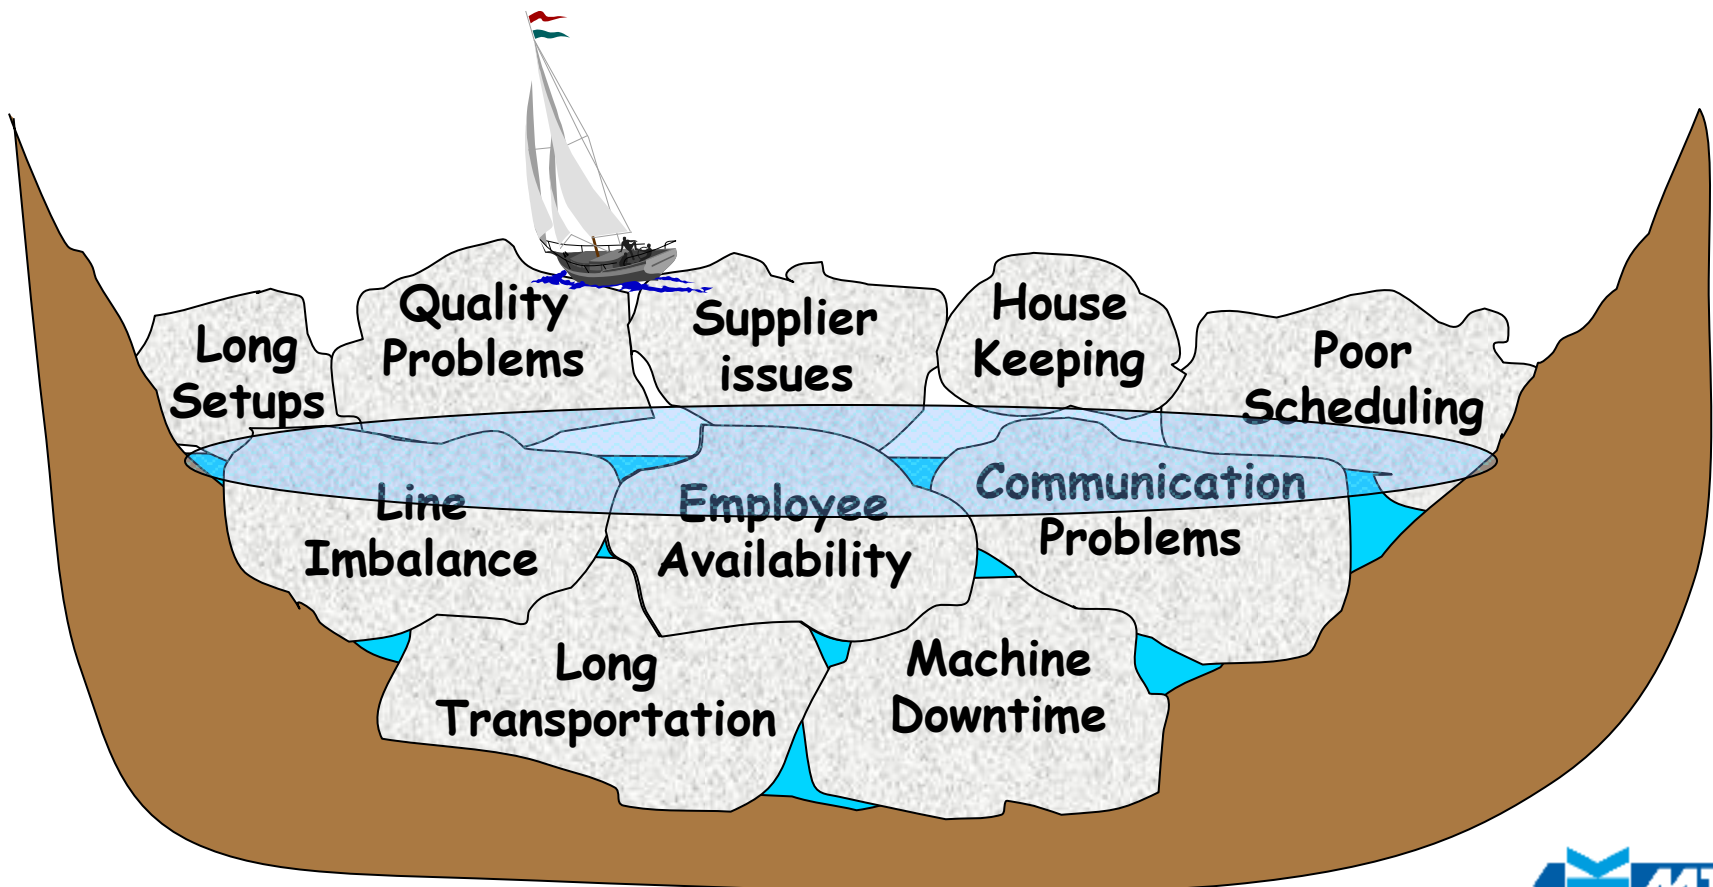 Long
Setups
Quality
Problems
Supplier
issues
House
Keeping
Poor
Scheduling
Line
Imbalance
Employee
Availability
Communication
Problems
Long
Transportation
Machine
Downtime